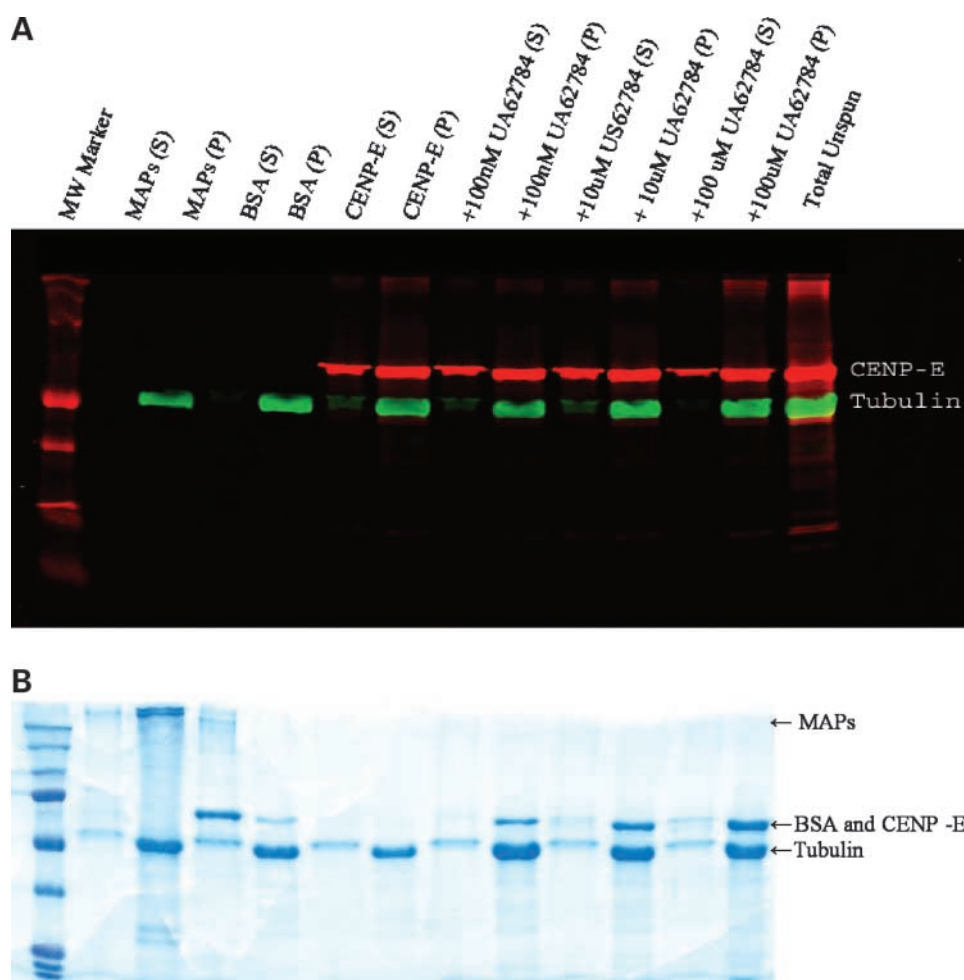 A
MW Marker
MAPs (S)
MAPs (P)
BSA (S)
BSA (P)
CENP-E (S)
CENP-E (P)
+100nM UA62784 (S)
+100nM UA62784 (P)
+10uM US62784 (S)
+ 10uM UA62784 (P)
+100 uM UA62784 (S)
+100uM UA62784 (P)
Total Unspun
CENP-E
Tubulin
B
← MAPs
← BSA and CENP -E
← Tubulin